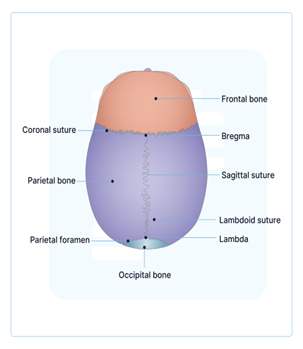 Frontal bone
Coronal suture
Bregma
Sagittal suture
Parietal bone
Lambdoid suture
Parietal foramen
Lambda
Occipital bone